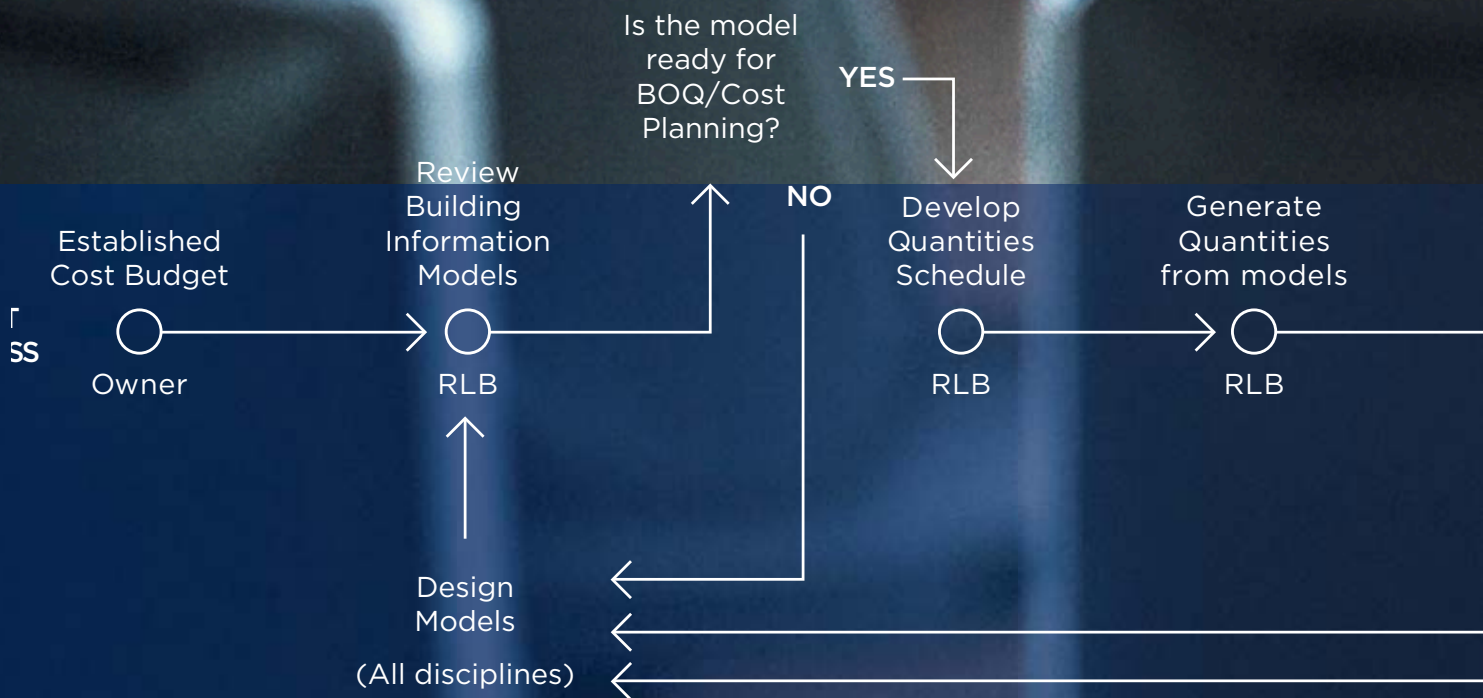 Is the model
ready for
BOQ/Cost
Planning?
YES
Review
Building
Information
Models
NO
Develop
Quantities
Schedule
Generate
Quantities
from models
Established
Cost Budget
SS
Owner
RLB
RLB
RLB
Design
Models
(All disciplines)